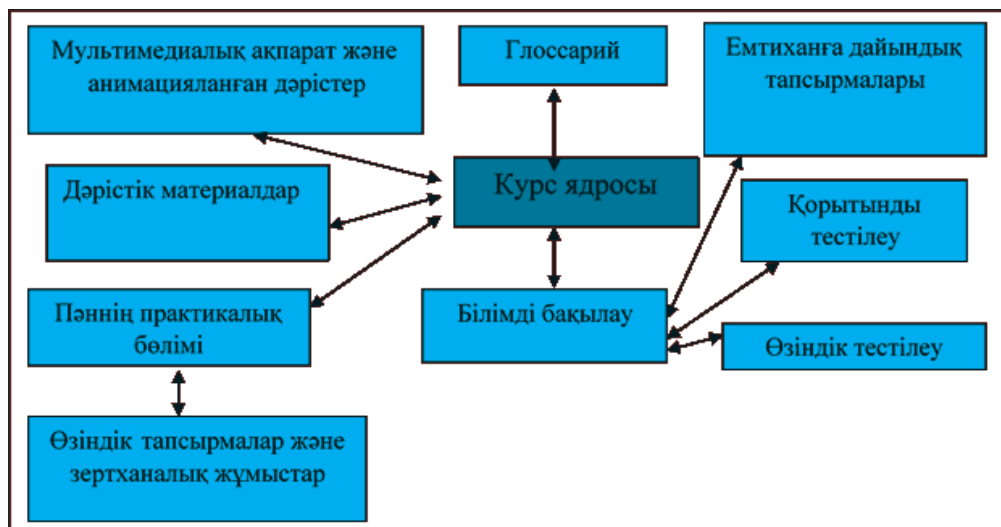 Мультимедиалық ақпарат және
анимацияланған дәрістер
Глоссарий
Емтиханға дайындық
тапсырмалары
Дәрістік материалдар
Курс ядросы
Қорытынды
тестілеу
Пәннің практикалық
бөлімі
Білімді бақылау
Өзіндік тестілеу
Өзіндік тапсырмалар және
зертханалық жұмыстар